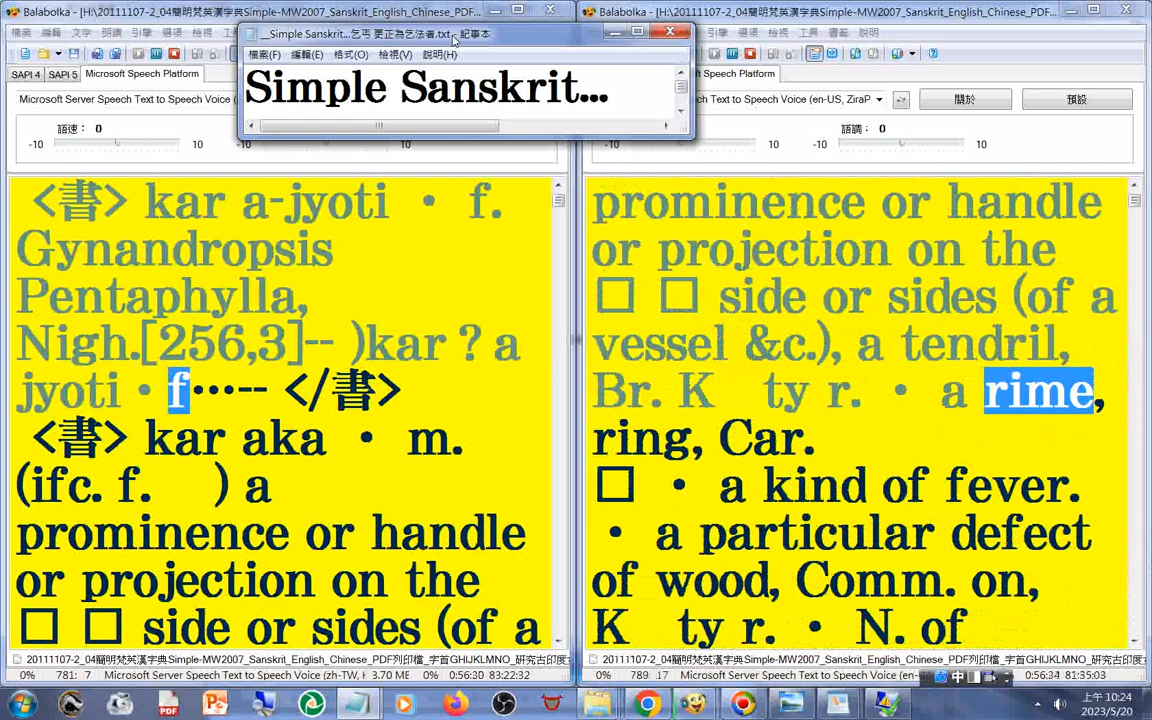 Balabolka - [H:\20111107-2_04簡明梵英漢字典Simple-MW2007_Sanskrit_English_Chinese_PDF...
Balabolka - [H:\20111107-2_04簡明梵英漢字典Simple-MW2007_Sanskrit_English_Chinese_PDF...
__Simple Sanskrit...乞丐 更正為乞法者.txt - 記事本
檔案(F) 編輯(E) 格式(O) 檢視(V) 說明(H)
Simple Sanskrit...
SAPI 4 SAPI 5 Microsoft Speech Platform
Speech Platform
Microsoft Server Speech Text to Speech Voice (
Microsoft Server Speech Text to Speech Voice (en-US, ZiraP
關於
預設
語速： 0
-10 10 -10 10
語調： 0
-10 10 -10 10
<書> kar a-jyoti ・ f.
Gynandropsis
Pentaphylla,
Nigh.[256,3]-- )kar ? a
jyoti・f…-- </書>
<書> kar aka ・ m.
(ifc. f. ) a
prominence or handle
or projection on the
□ □ side or sides (of a
prominence or handle
or projection on the
□ □ side or sides (of a
vessel &c.), a tendril,
Br. K ty r. ・ a rime,
ring, Car.
□ ・ a kind of fever.
・ a particular defect
of wood, Comm. on,
K ty r. ・ N. of
20111107-2_04簡明梵英漢字典Simple-MW2007_Sanskrit_English_Chinese_PDF列印檔_字首GHIJKLMNO_研究古印度
20111107-2_04簡明梵英漢字典Simple-MW2007_Sanskrit_English_Chinese_PDF列印檔_字首GHIJKLMNO_研究古印度
0% 781: 7 Microsoft Server Speech Text to Speech Voice (zh-TW, H 3.70 ME 0% 0:56:30 83:22:32
0% 789: 17 Microsoft Server Speech Text to Speech Voice 0:56:34 81:35:03
中
上午 10:24
2023/5/20